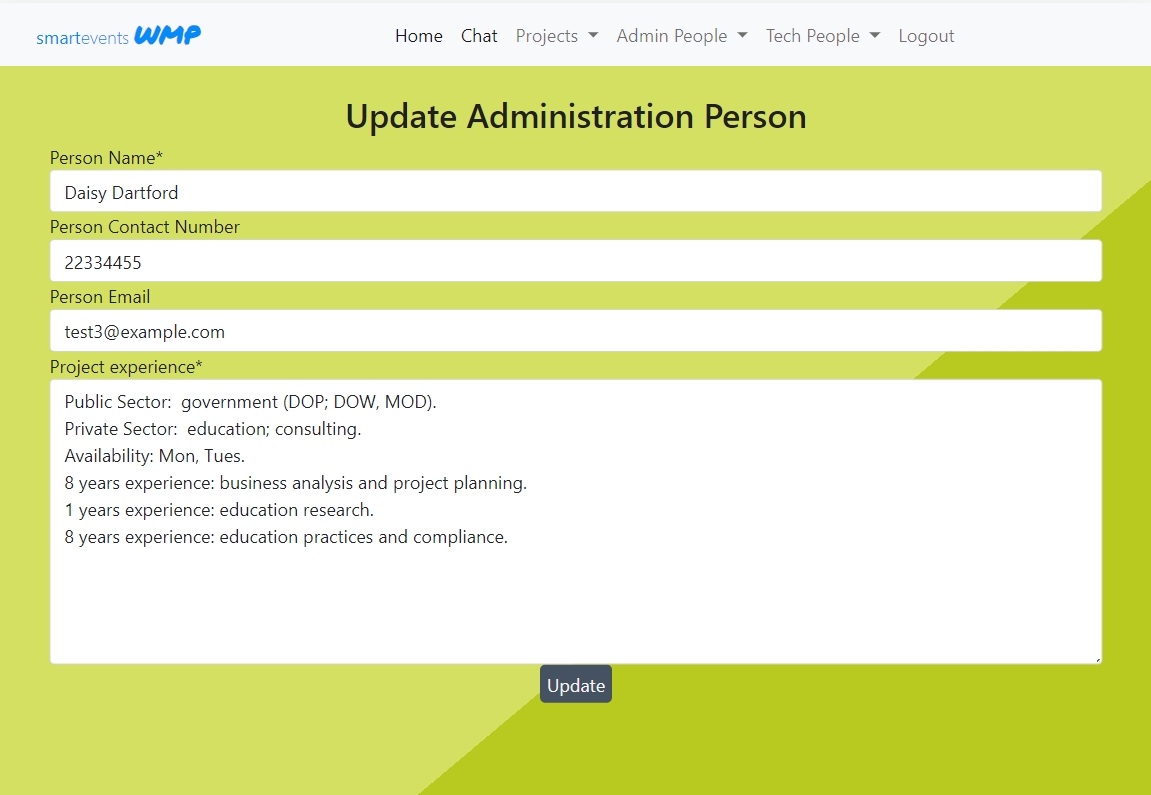 smartevents WMP Home Chat Projects Admin People Tech People Logout
Update Administration Person
Person Name*
Daisy Dartford
Person Contact Number
22334455
Person Email
test3@example.com
Project experience*
Public Sector:  government (DOP; DOW, MOD).
Private Sector:  education; consulting.
Availability: Mon, Tues.
8 years experience: business analysis and project planning.
1 years experience: education research.
8 years experience: education practices and compliance.
Update